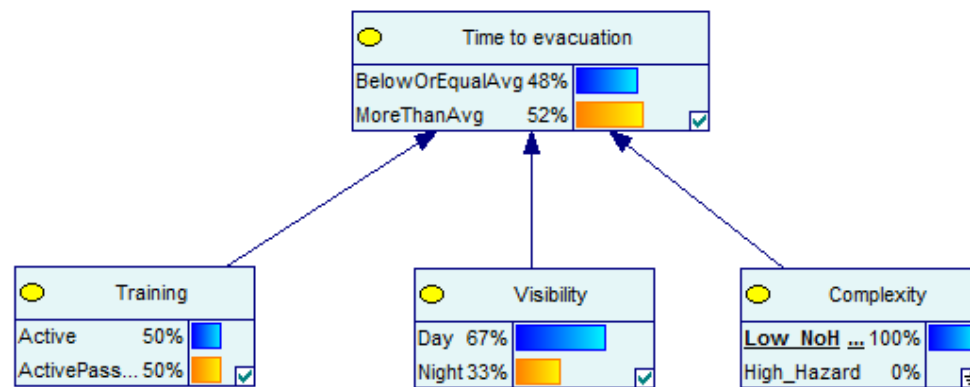 Time to evacuation
BelowOrEqualAvg 48%
MoreThanAvg 52%
Training
Active 50%
ActivePass... 50%
Visibility
Day 67%
Night 33%
Complexity
Low_NoH ... 100%
High_Hazard 0%